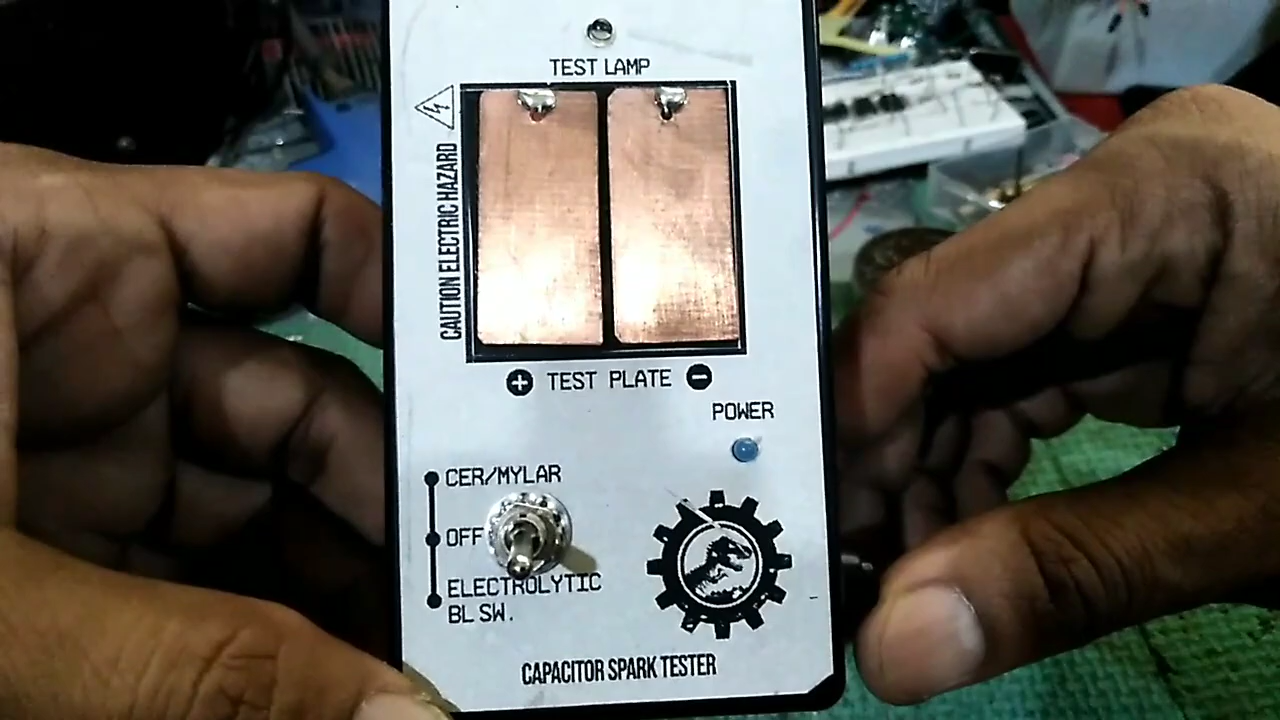 TEST LAMP
CAUTION ELECTRIC HAZARD
+ TEST PLATE -
POWER
CER/MYLAR
OFF
ELECTROLYTIC
BL SW.
CAPACITOR SPARK TESTER